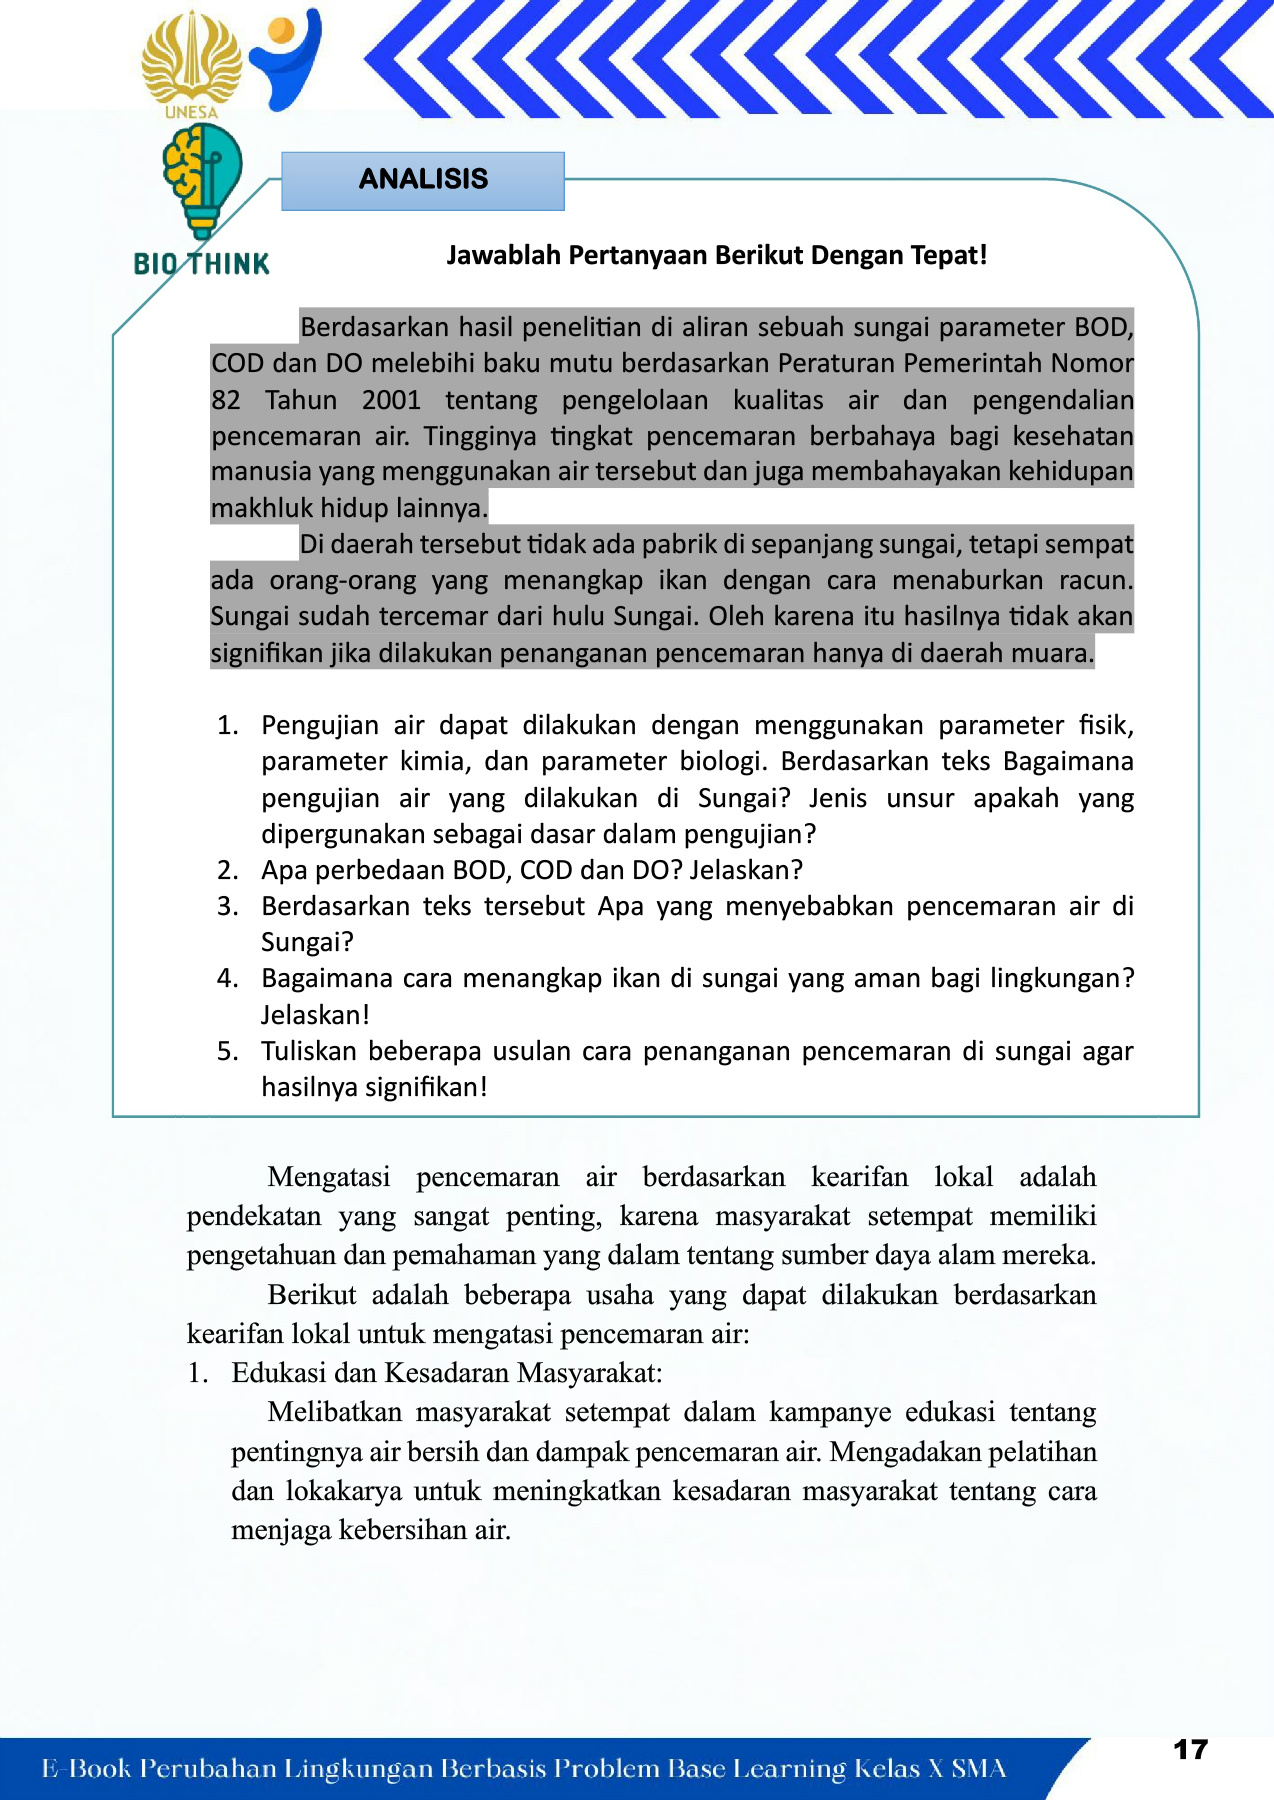 UNESA
BIO THINK
ANALISIS
Jawablah Pertanyaan Berikut Dengan Tepat!
Berdasarkan hasil penelitian di aliran sebuah sungai parameter BOD,
COD dan DO melebihi baku mutu berdasarkan Peraturan Pemerintah Nomor
82 Tahun 2001 tentang pengelolaan kualitas air dan pengendalian
pencemaran air. Tingginya tingkat pencemaran berbahaya bagi kesehatan
manusia yang menggunakan air tersebut dan juga membahayakan kehidupan
makhluk hidup lainnya.
Di daerah tersebut tidak ada pabrik di sepanjang sungai, tetapi sempat
ada orang-orang yang menangkap ikan dengan cara menaburkan racun.
Sungai sudah tercemar dari hulu Sungai. Oleh karena itu hasilnya tidak akan
signifikan jika dilakukan penanganan pencemaran hanya di daerah muara.
1. Pengujian air dapat dilakukan dengan menggunakan parameter fisik,
parameter kimia, dan parameter biologi. Berdasarkan teks Bagaimana
pengujian air yang dilakukan di Sungai? Jenis unsur apakah yang
dipergunakan sebagai dasar dalam pengujian?
2. Apa perbedaan BOD, COD dan DO? Jelaskan?
3. Berdasarkan teks tersebut Apa yang menyebabkan pencemaran air di
Sungai?
4. Bagaimana cara menangkap ikan di sungai yang aman bagi lingkungan?
Jelaskan!
5. Tuliskan beberapa usulan cara penanganan pencemaran di sungai agar
hasilnya signifikan!
Mengatasi pencemaran air berdasarkan kearifan lokal adalah
pendekatan yang sangat penting, karena masyarakat setempat memiliki
pengetahuan dan pemahaman yang dalam tentang sumber daya alam mereka.
Berikut adalah beberapa usaha yang dapat dilakukan berdasarkan
kearifan lokal untuk mengatasi pencemaran air:
1. Edukasi dan Kesadaran Masyarakat:
Melibatkan masyarakat setempat dalam kampanye edukasi tentang
pentingnya air bersih dan dampak pencemaran air. Mengadakan pelatihan
dan lokakarya untuk meningkatkan kesadaran masyarakat tentang cara
menjaga kebersihan air.
17
E-Book Perubahan Lingkungan Berbasis Problem Base Learning Kelas X SMA